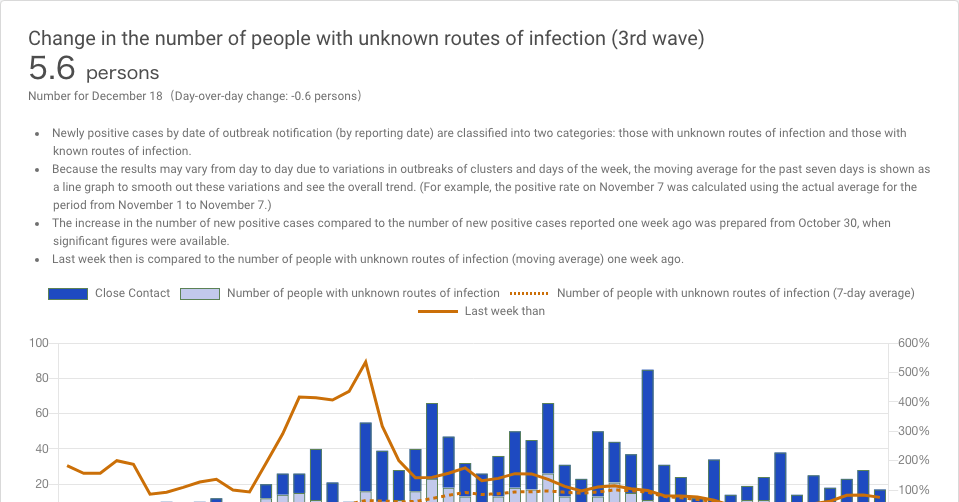 Change in the number of people with unknown routes of infection (3rd wave)
5.6 persons
Number for December 18 (Day-over-day change: -0.6 persons)
• Newly positive cases by date of outbreak notification (by reporting date) are classified into two categories: those with unknown routes of infection and those with
known routes of infection.
• Because the results may vary from day to day due to variations in outbreaks of clusters and days of the week, the moving average for the past seven days is shown as
a line graph to smooth out these variations and see the overall trend. (For example, the positive rate on November 7 was calculated using the actual average for the
period from November 1 to November 7.)
• The increase in the number of new positive cases compared to the number of new positive cases reported one week ago was prepared from October 30, when
significant figures were available.
• Last week then is compared to the number of people with unknown routes of infection (moving average) one week ago.
Close Contact Number of people with unknown routes of infection Number of people with unknown routes of infection (7-day average)
Last week than
100 600%
500%
80
400%
60
300%
40
200%
20
100%